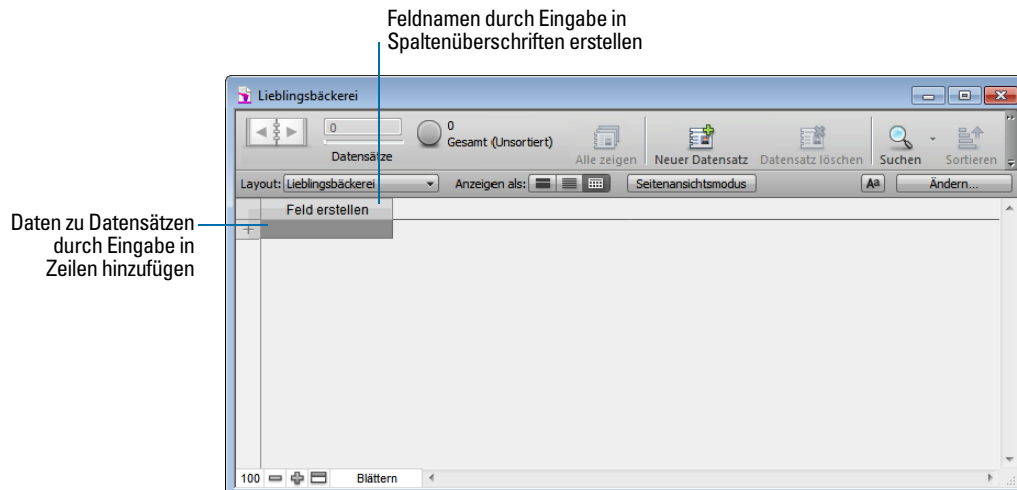 Feldnamen durch Eingabe in
Spaltenüberschriften erstellen
Lieblingsbäckerei
0
Datensätze
0
Gesamt (Unsortiert)
Alle zeigen
Neuer Datensatz
Datensatz löschen
Suchen
Sortieren
Layout: Lieblingsbäckerei
Anzeigen als:
Seitenansichtsmodus
Aa
Ändern...
Feld erstellen
Daten zu Datensätzen
durch Eingabe in
Zeilen hinzufügen
100
Blättern